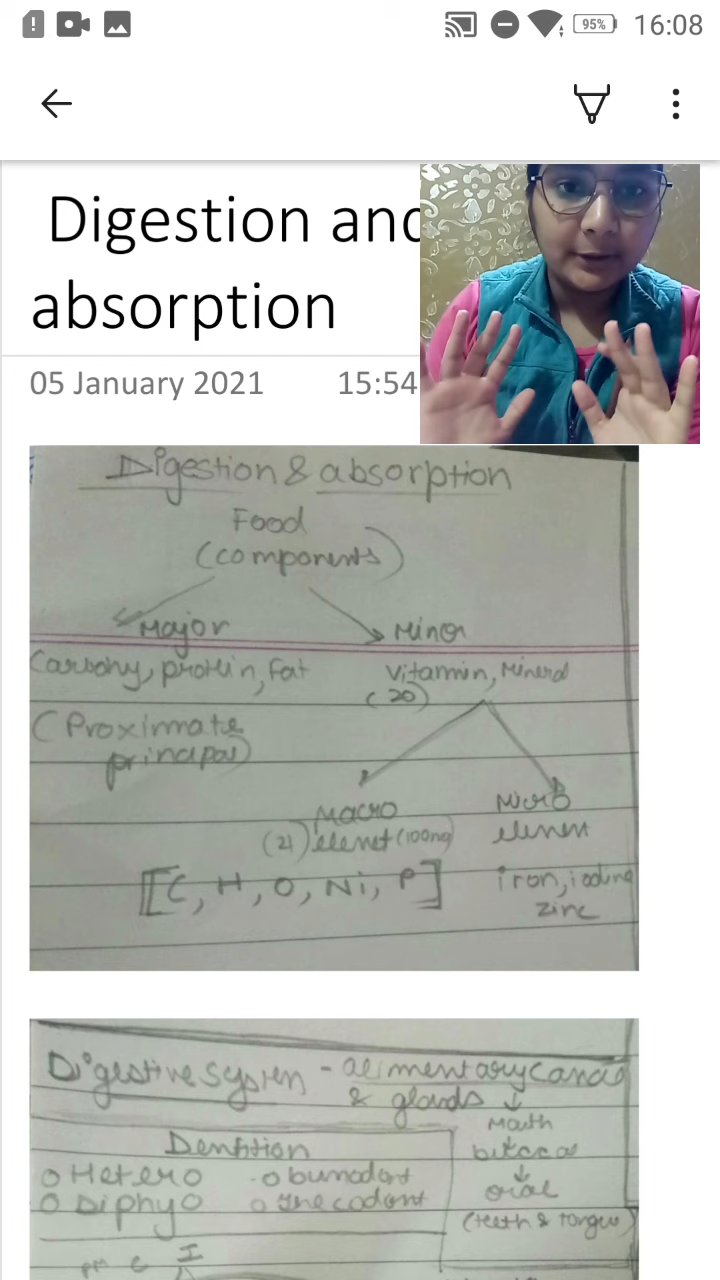 95%
16:08
Digestion and
absorption
05 January 2021 15:54
Digestion & absorption
Food
(components)
Major Minor
Carbohy, protein, fat Vitamin, Mineral
(20)
(Proximate
principal)
Macro Micro
(21) elemet (100mg) element
[C, H, O, Ni, P] iron, iodine
zinc
Digestive system - alimentary canal
& glands
Mouth
Dentition
Hetero bunodont
Diphyo thecodont
oral
(teeth & tongue)
PM C I